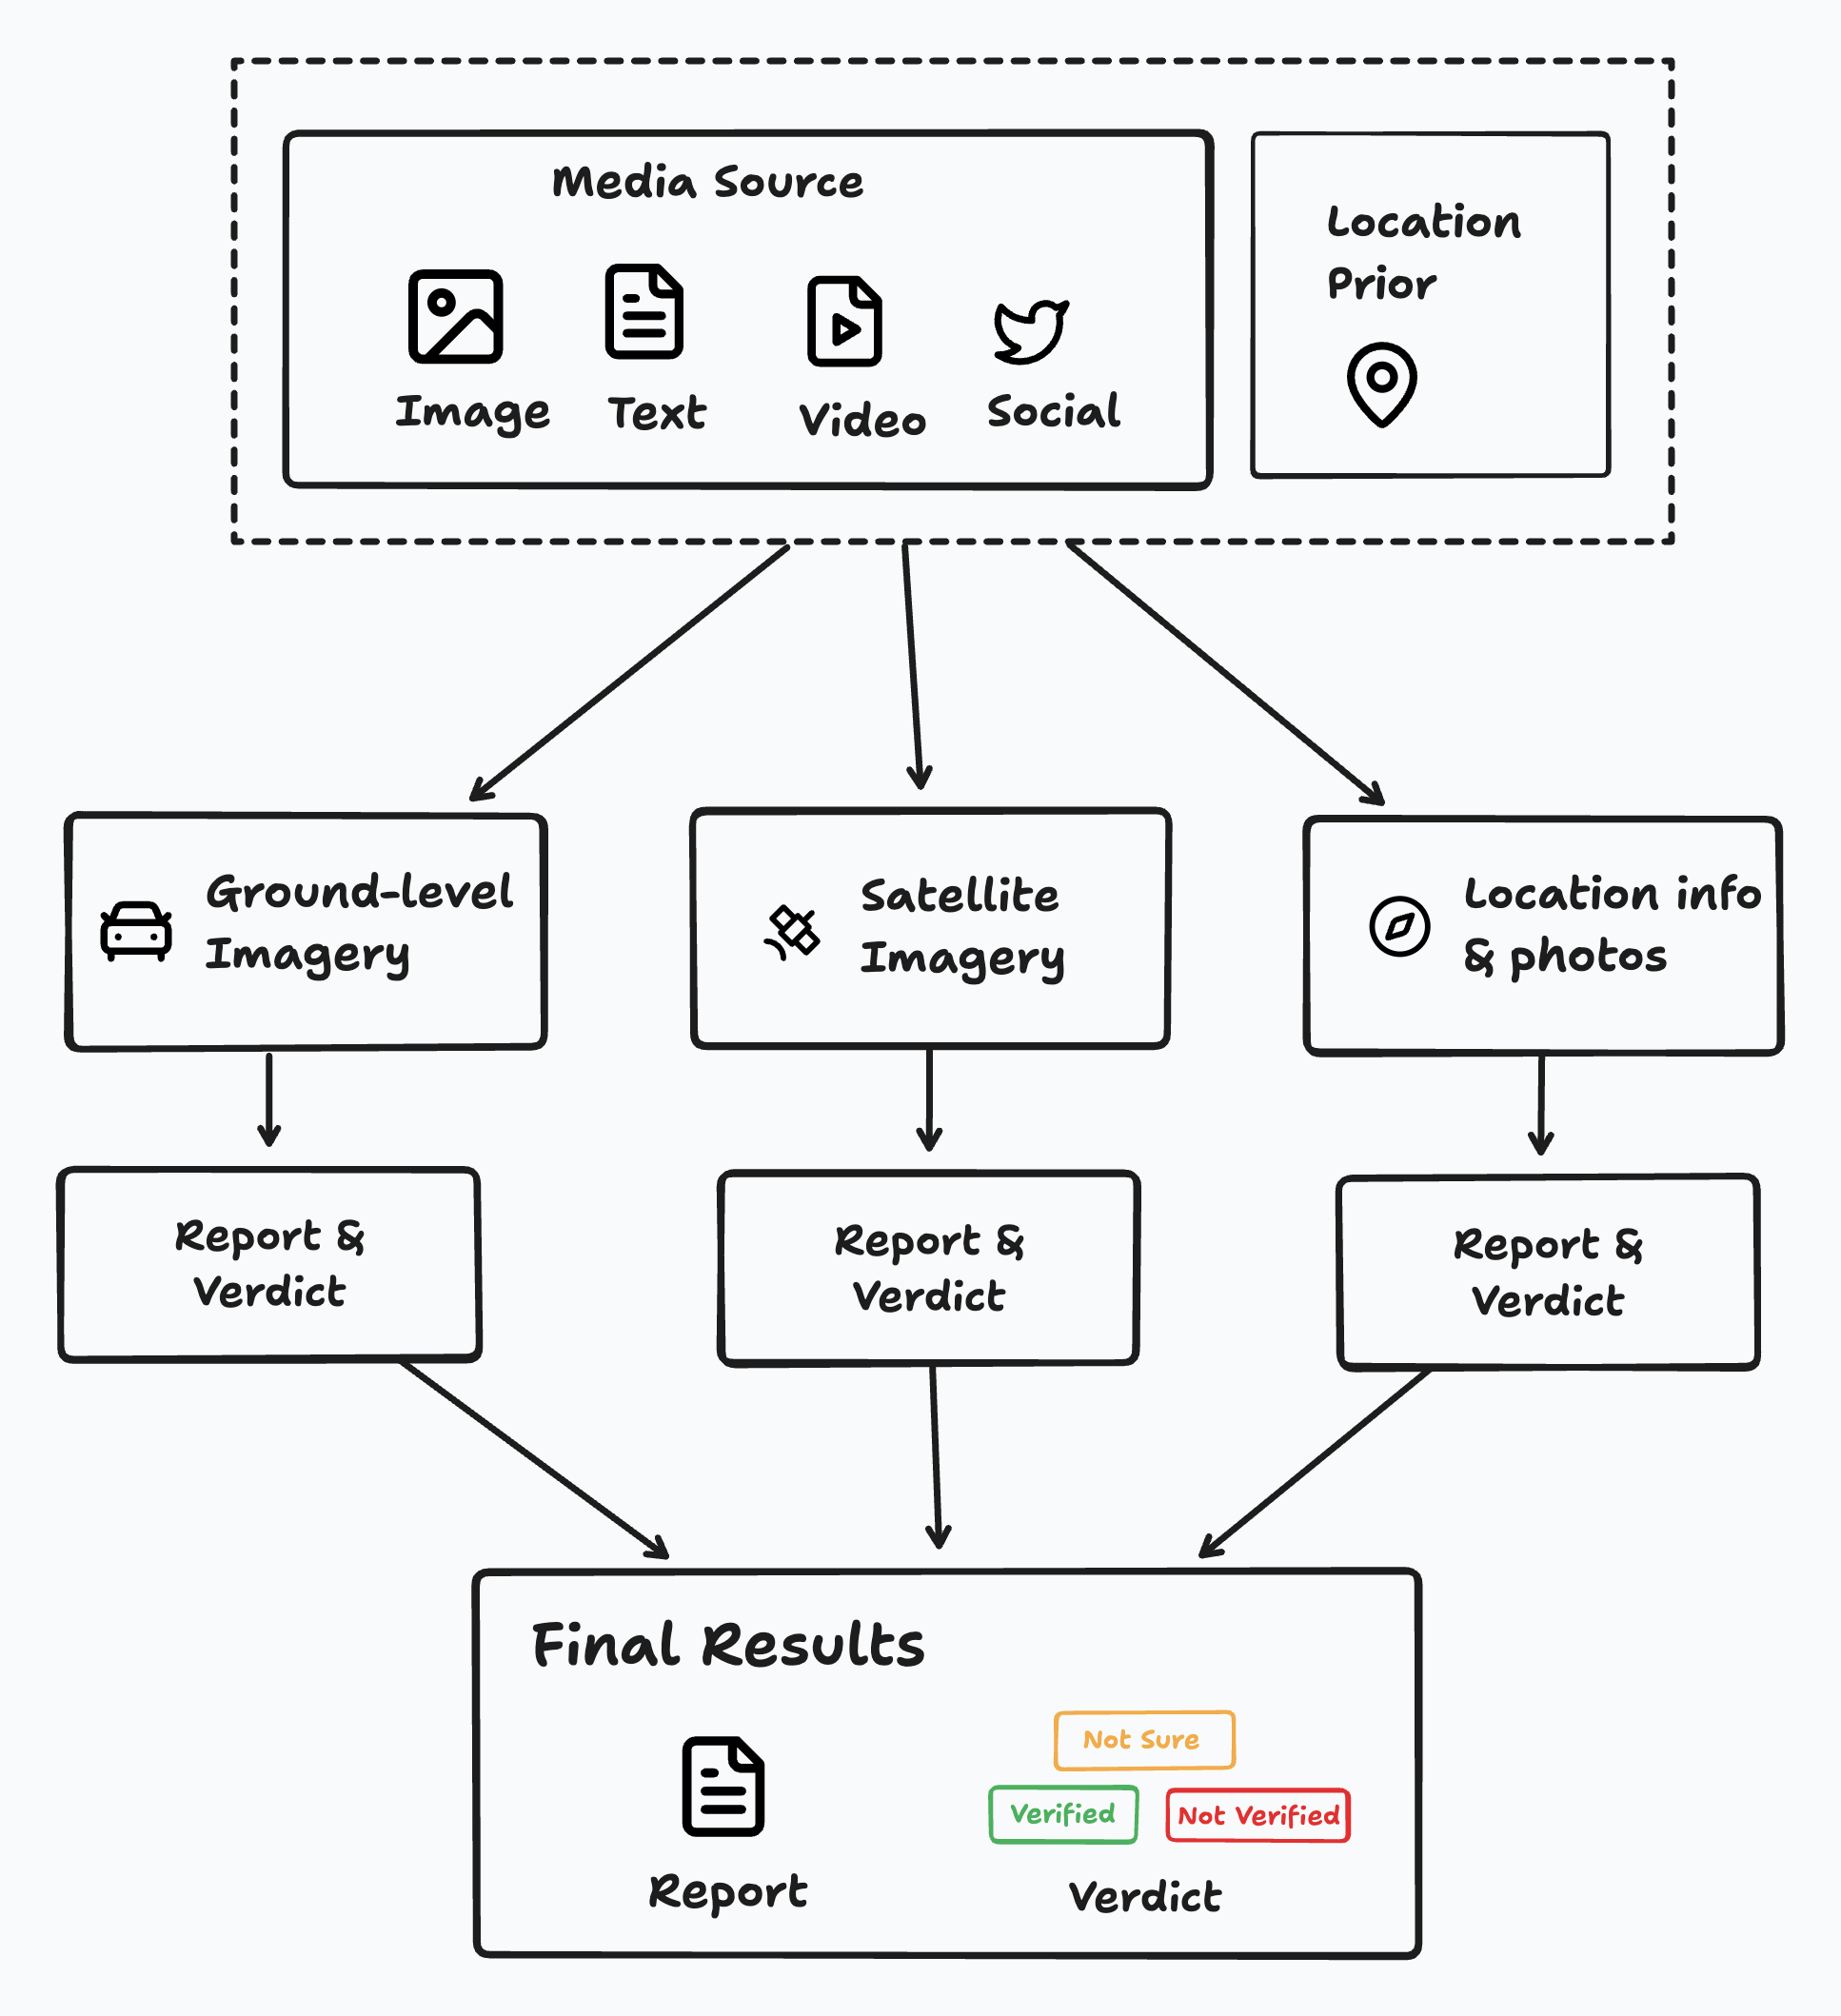 Media Source
Image
Text
Video
Social
Location
Prior
Ground-level
Imagery
Satellite
Imagery
Location info
& photos
Report &
Verdict
Report &
Verdict
Report &
Verdict
Final Results
Report
Not Sure
Verified
Not Verified
Verdict